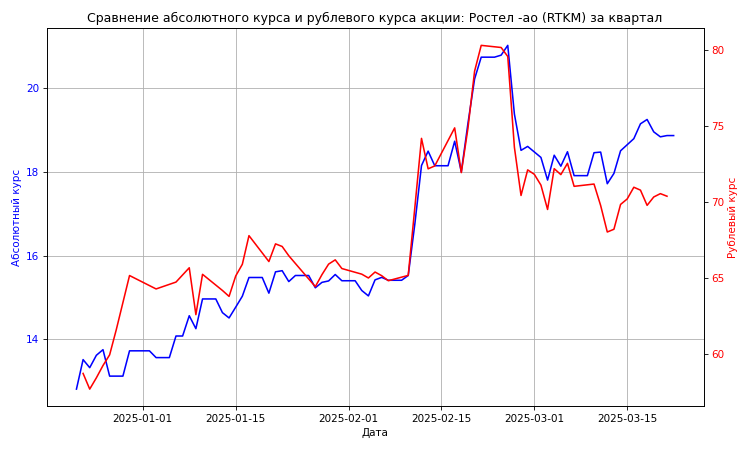 Сравнение абсолютного курса и рублевого курса акции: Ростел -ао (RTKM) за квартал
Абсолютный курс
20
18
16
14
80
75
70
65
60
Рублевый курс
2025-01-01 2025-01-15 2025-02-01 2025-02-15 2025-03-01 2025-03-15
Дата